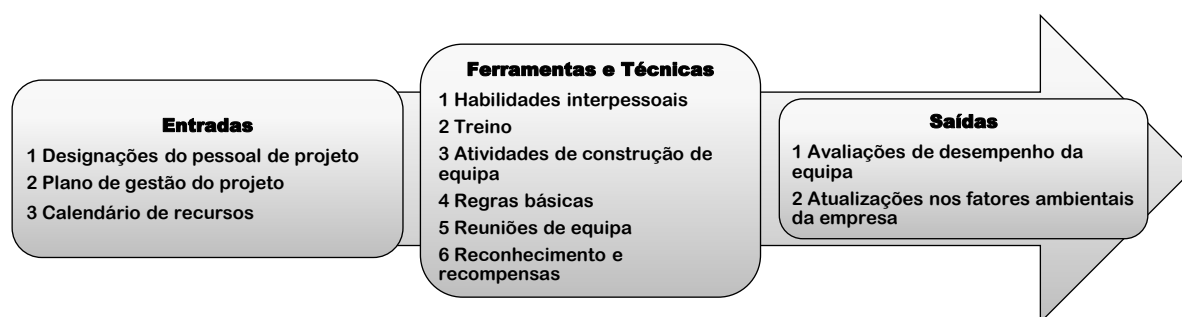 Entradas
1 Designações do pessoal de projeto
2 Plano de gestão do projeto
3 Calendário de recursos
Ferramentas e Técnicas
1 Habilidades interpessoais
2 Treino
3 Atividades de construção de
equipa
4 Regras básicas
5 Reuniões de equipa
6 Reconhecimento e
recompensas
Saídas
1 Avaliações de desempenho da
equipa
2 Atualizações nos fatores ambientais
da empresa